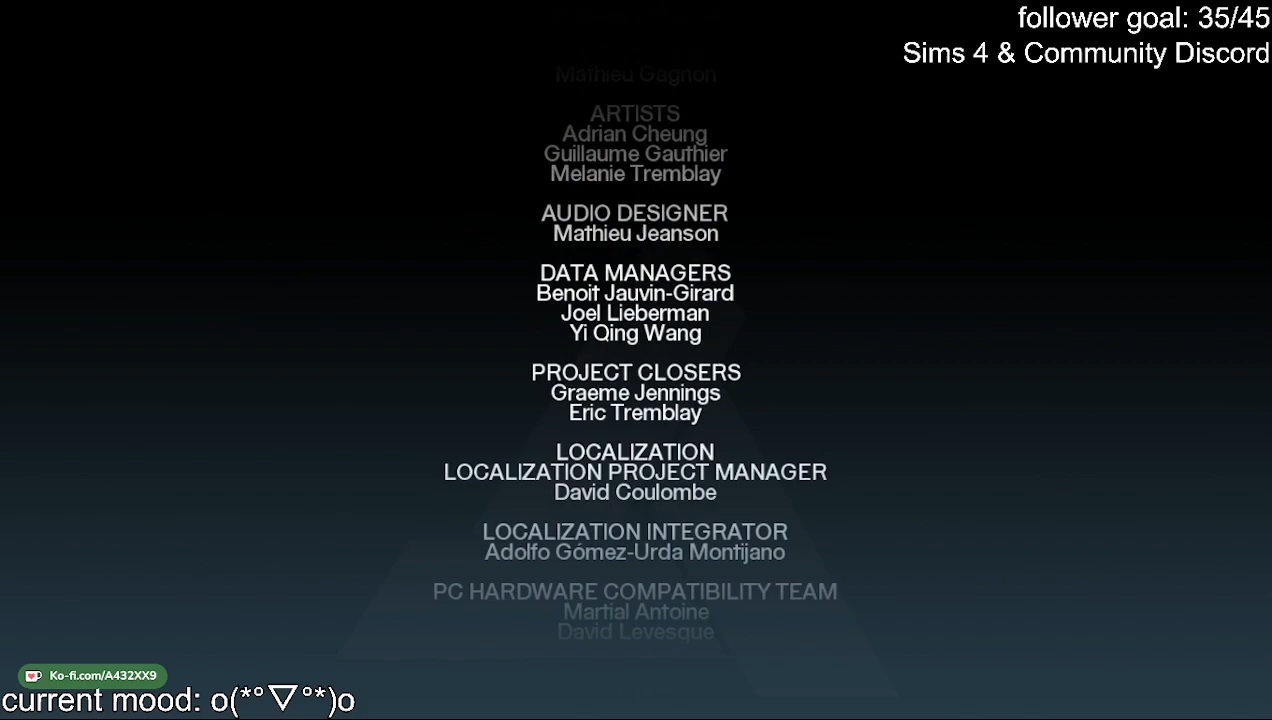 follower goal: 35/45
Sims 4 & Community Discord
Mathieu Gagnon
ARTISTS
Adrian Cheung
Guillaume Gauthier
Melanie Tremblay
AUDIO DESIGNER
Mathieu Jeanson
DATA MANAGERS
Benoit Jauvin-Girard
Joel Lieberman
Yi Qing Wang
PROJECT CLOSERS
Graeme Jennings
Eric Tremblay
LOCALIZATION
LOCALIZATION PROJECT MANAGER
David Coulombe
LOCALIZATION INTEGRATOR
Adolfo Gómez-Urda Montijano
PC HARDWARE COMPATIBILITY TEAM
Martial Antoine
David Levesque
Ko-fi.com/A432XX9
current mood: o(*°▽°*)o